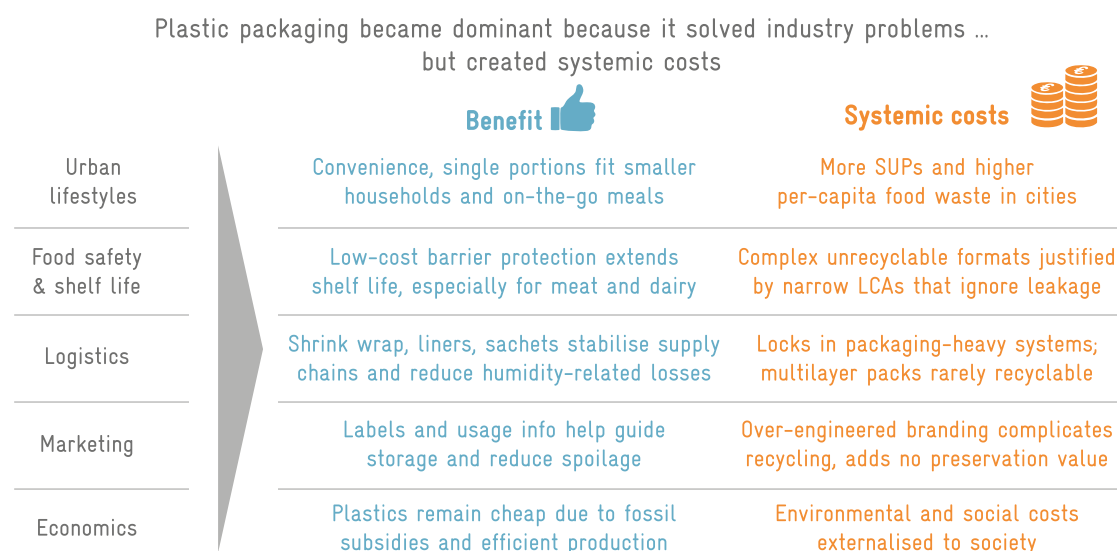 Plastic packaging became dominant because it solved industry problems ...
but created systemic costs
Benefit
Systemic costs
Urban
lifestyles
Convenience, single portions fit smaller
households and on-the-go meals
More SUPs and higher
per-capita food waste in cities
Food safety
& shelf life
Low-cost barrier protection extends
shelf life, especially for meat and dairy
Complex unrecyclable formats justified
by narrow LCAs that ignore leakage
Logistics
Shrink wrap, liners, sachets stabilise supply
chains and reduce humidity-related losses
Locks in packaging-heavy systems;
multilayer packs rarely recyclable
Marketing
Labels and usage info help guide
storage and reduce spoilage
Over-engineered branding complicates
recycling, adds no preservation value
Economics
Plastics remain cheap due to fossil
subsidies and efficient production
Environmental and social costs
externalised to society